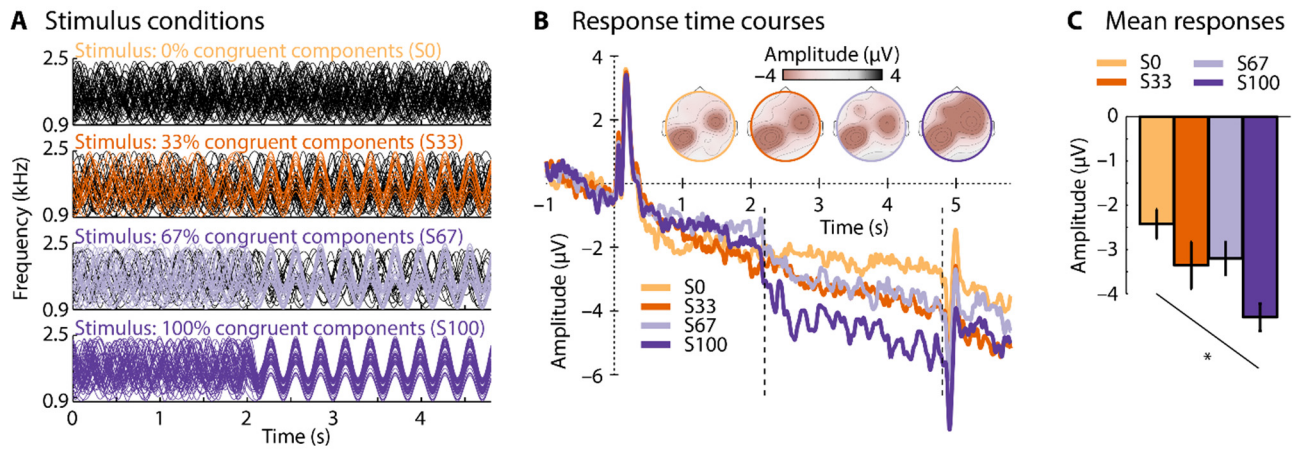 A Stimulus conditions
Stimulus: 0% congruent components (S0)
2.5
0.9
Stimulus: 33% congruent components (S33)
2.5
0.9
Stimulus: 67% congruent components (S67)
2.5
0.9
Stimulus: 100% congruent components (S100)
2.5
0.9
Frequency (kHz)
0 1 2 3 4
Time (s)
B Response time courses
Amplitude (µV)
−4 4
4
2
−1 1 2 3 4 5
Time (s)
−2
−4
−6
Amplitude (µV)
S0
S33
S67
S100
C Mean responses
S0 S67
S33 S100
0
−1
−2
−3
−4
Amplitude (µV)
*